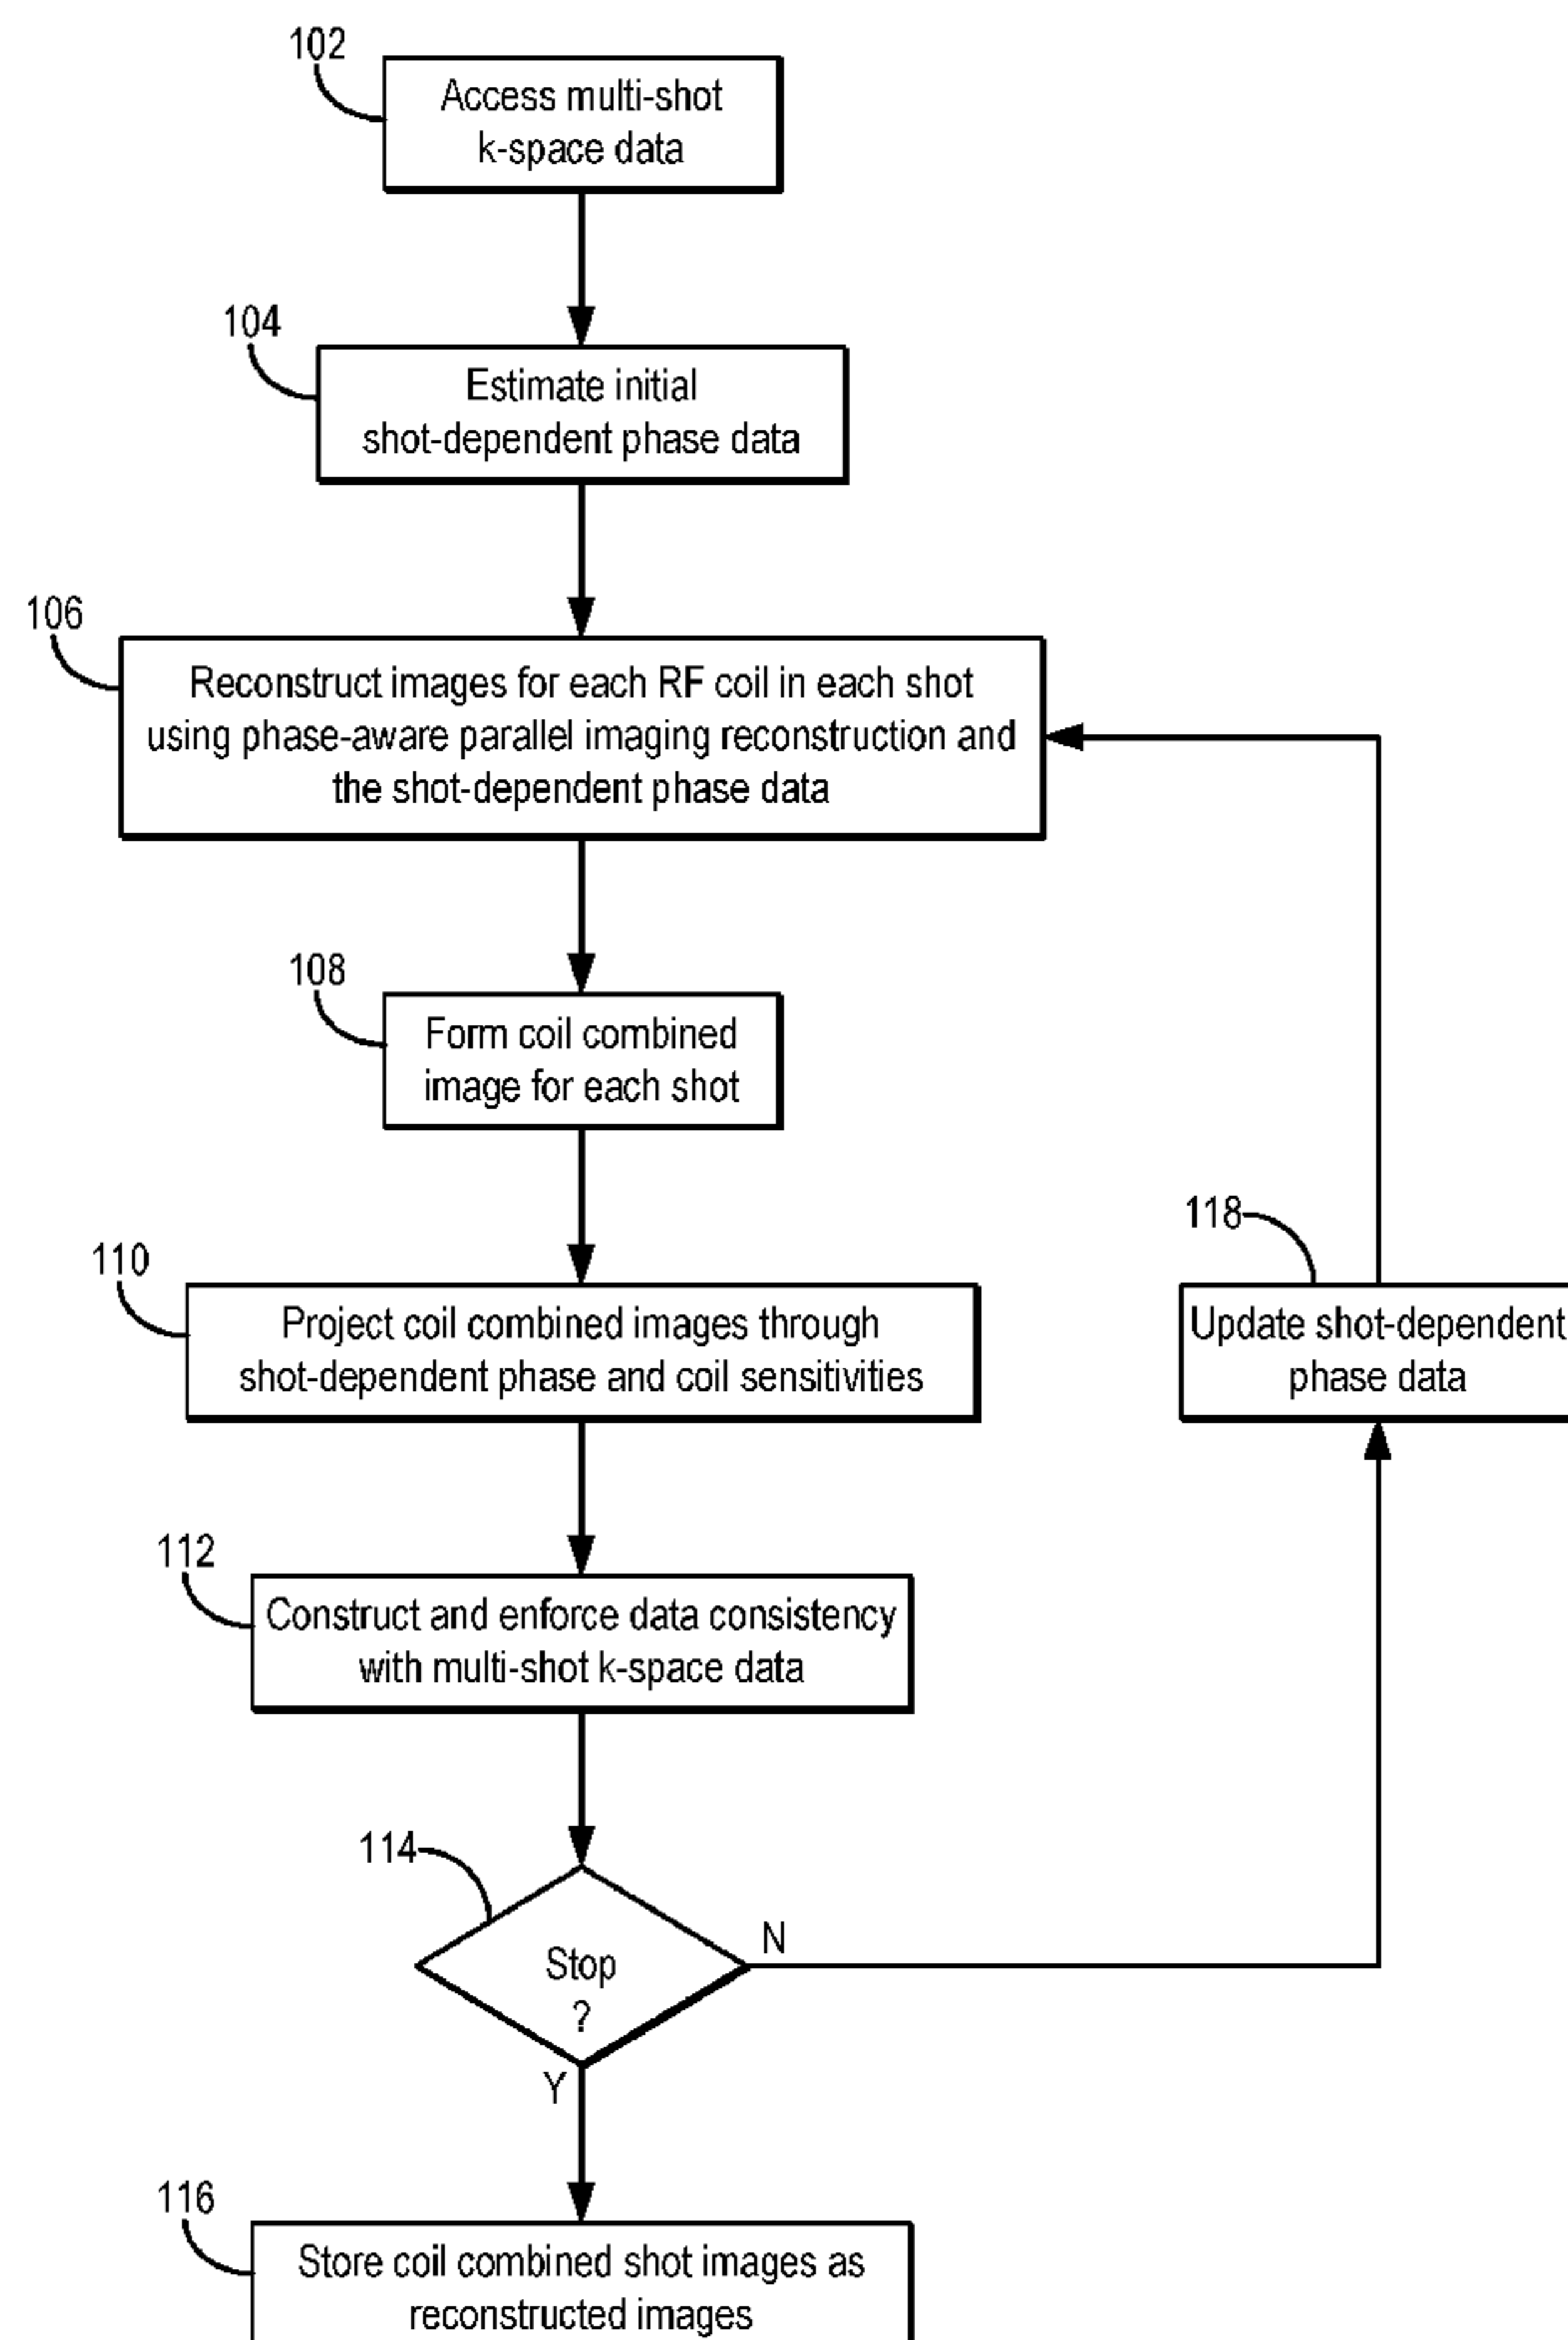 102
Access multi-shot
k-space data
104
Estimate initial
shot-dependent phase data
106
Reconstruct images for each RF coil in each shot
using phase-aware parallel imaging reconstruction and
the shot-dependent phase data
108
Form coil combined
image for each shot
110
Project coil combined images through
shot-dependent phase and coil sensitivities
118
Update shot-dependent
phase data
112
Construct and enforce data consistency
with multi-shot k-space data
114
Stop
?
N
Y
116
Store coil combined shot images as
reconstructed images